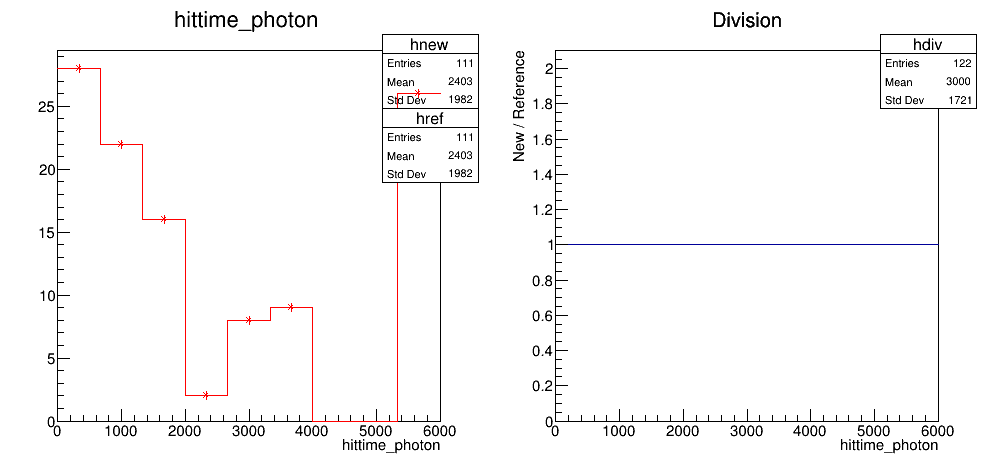 hittime_photon
hnew
Entries 111
Mean 2403
Std Dev 1982
href
Entries 111
Mean 2403
Std Dev 1982
25
20
15
10
5
0
0 1000 2000 3000 4000 5000 6000
hittime_photon
Division
hdiv
Entries 122
Mean 3000
Std Dev 1721
New / Reference
2
1.8
1.6
1.4
1.2
1
0.8
0.6
0.4
0.2
0
0 1000 2000 3000 4000 5000 6000
hittime_photon